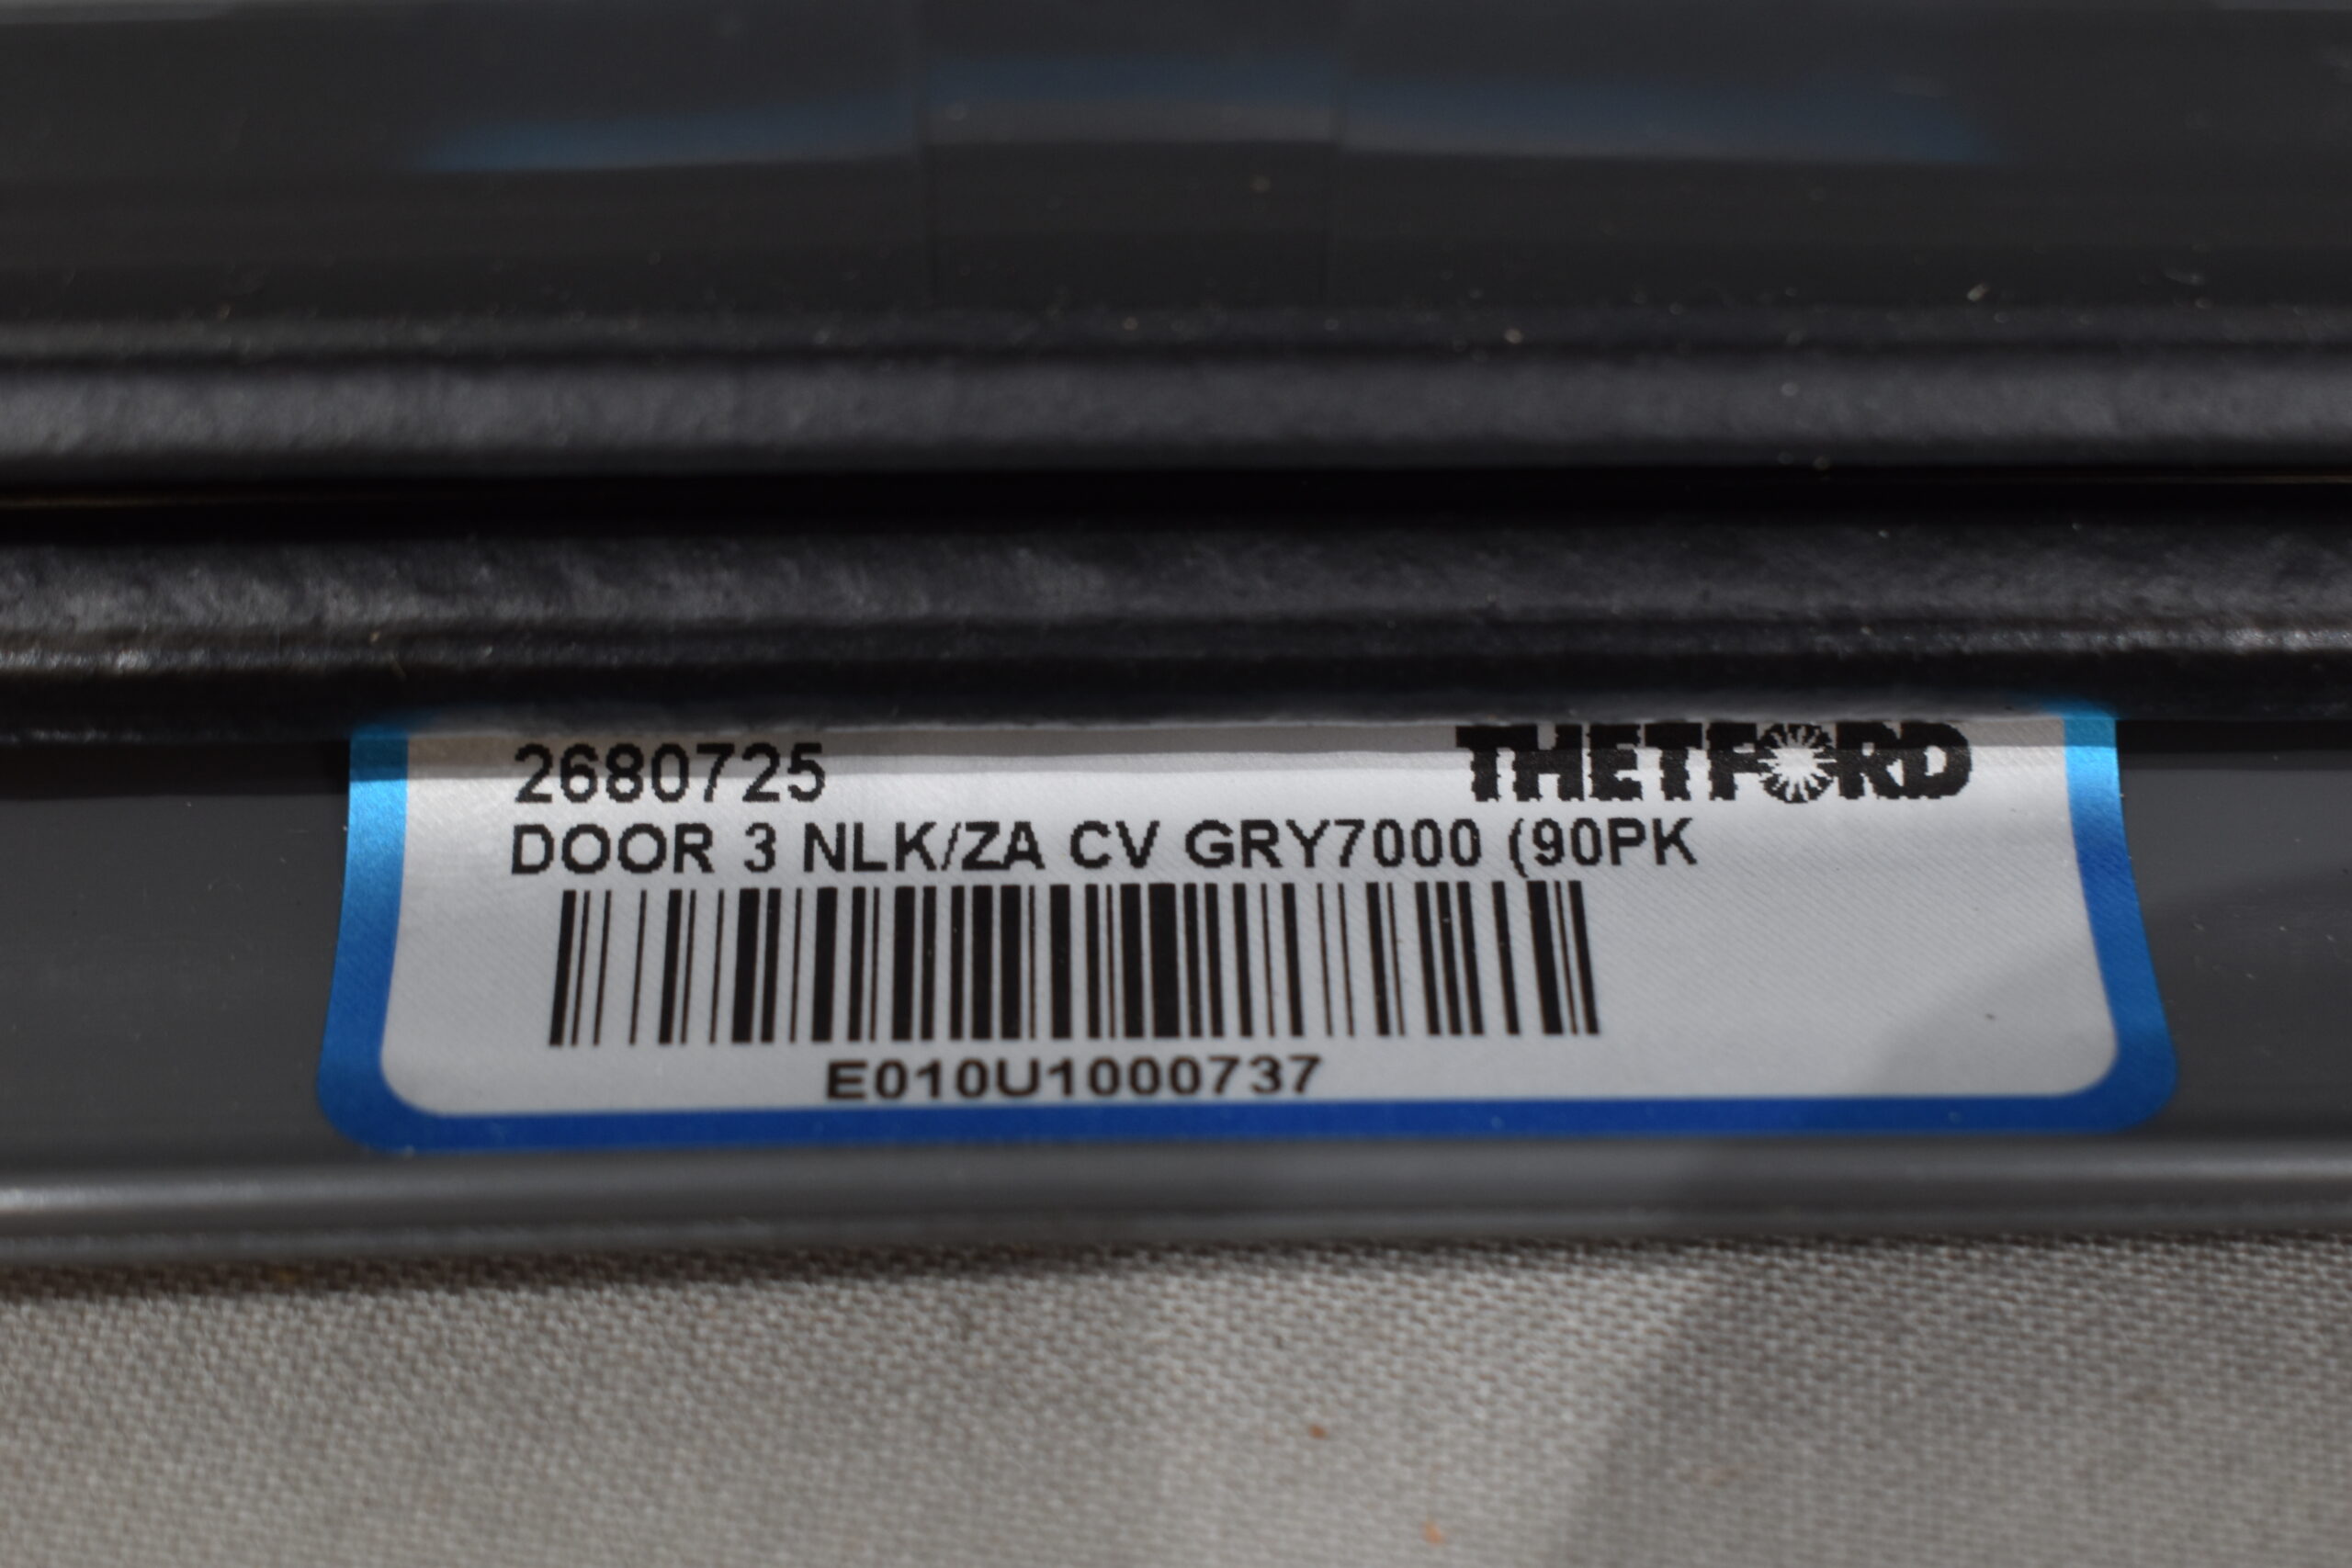 2680725 THETFORD
DOOR 3 NLK/ZA CV GRY7000 (90PK
E010U1000737